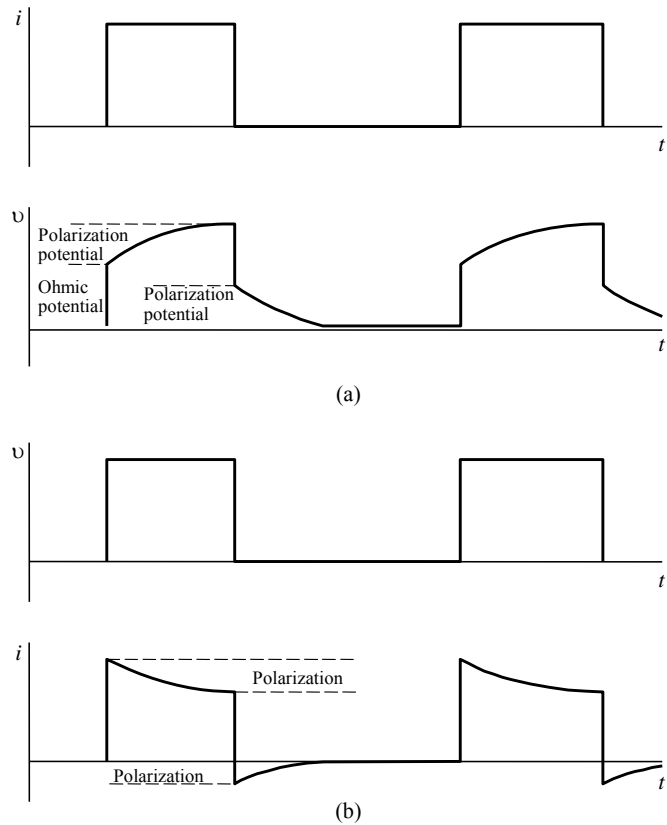 i
t
υ
Polarization
potential
Ohmic
potential
Polarization
potential
t
(a)
υ
t
i
Polarization
Polarization
t
(b)